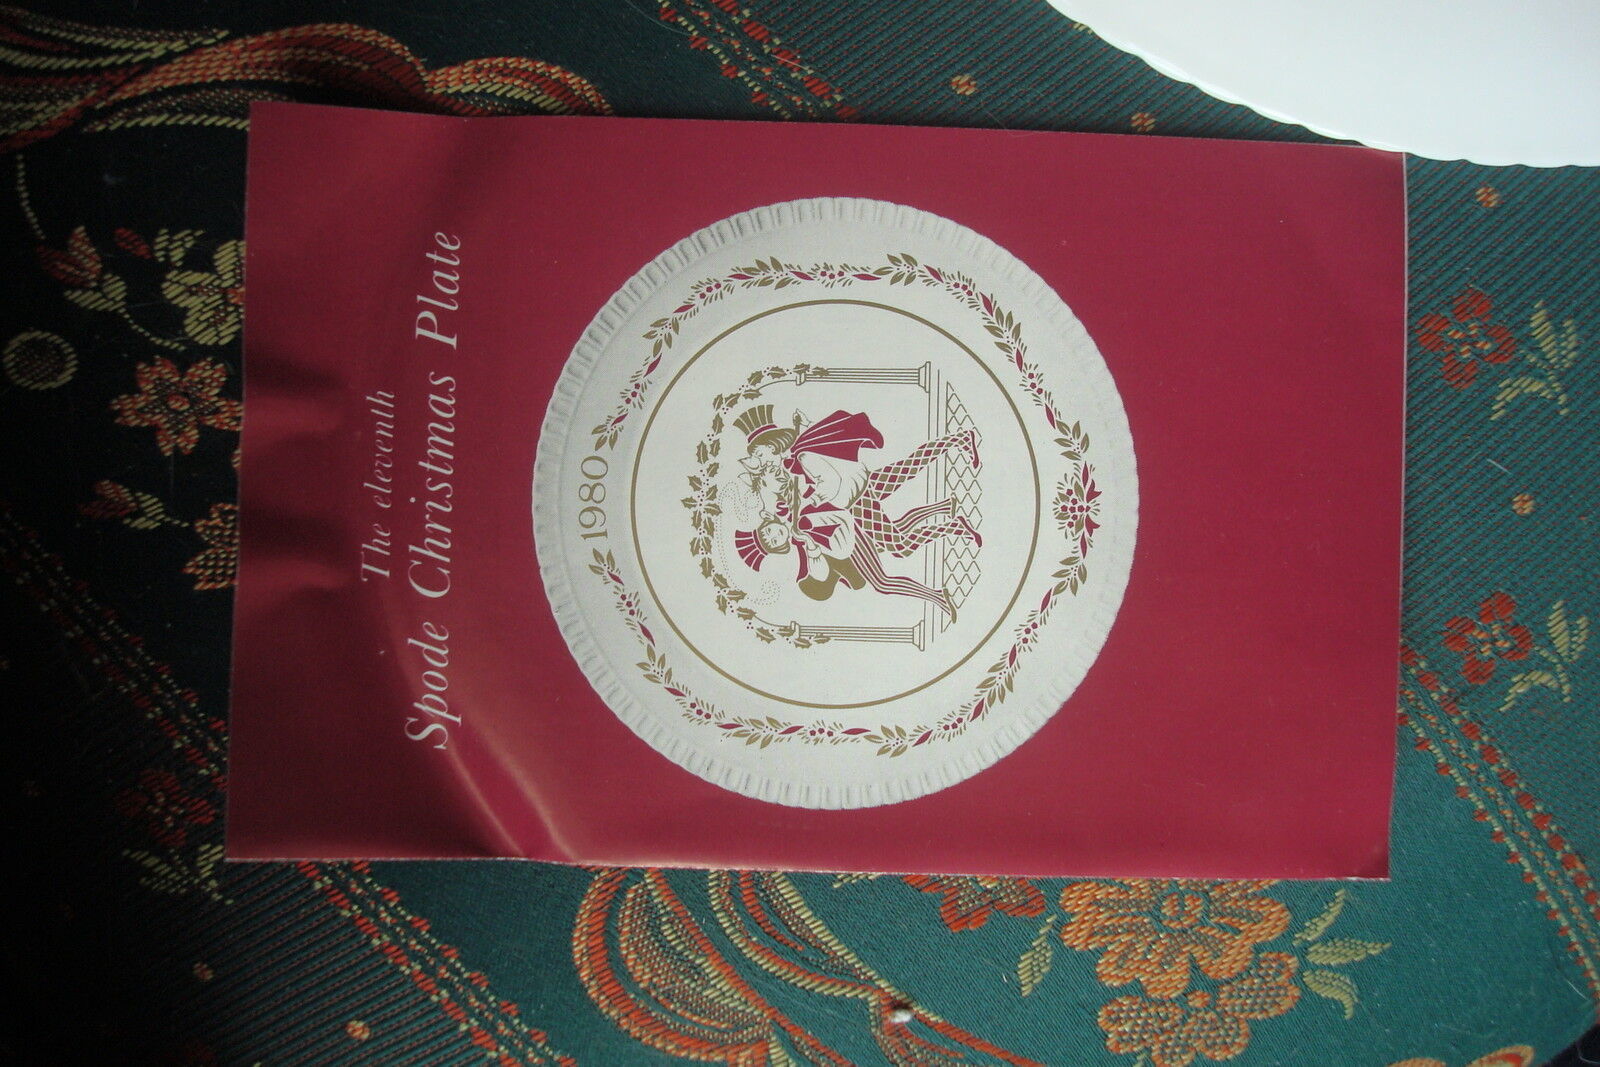 The eleventh
Spode Christmas Plate
1980